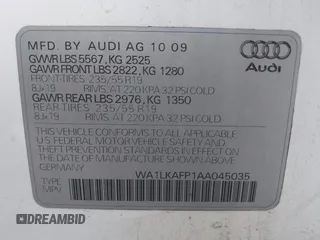 MFD. BY AUDI AG 10 09
GVWR LBS 5567, KG 2525
GAWR FRONT LBS 2822, KG 1280
FRONT-TIRES 235/55 R19
8Jx19 RIMS, AT 220 KPA 32 PSI COLD
GAWR REAR LBS 2976, KG 1350
REAR TIRES 235/55 R19
8Jx19 RIMS, AT 220 KPA 32 PSI COLD
Audi
THIS VEHICLE CONFORMS TO ALL APPLICABLE
U.S. FEDERAL MOTOR VEHICLE SAFETY AND
THEFT PREVENTION STANDARDS IN EFFECT ON
THE DATE OF MANUFACTURE SHOWN ABOVE
GERMANY
WA1LKAFP1AA045035
DREAMBID